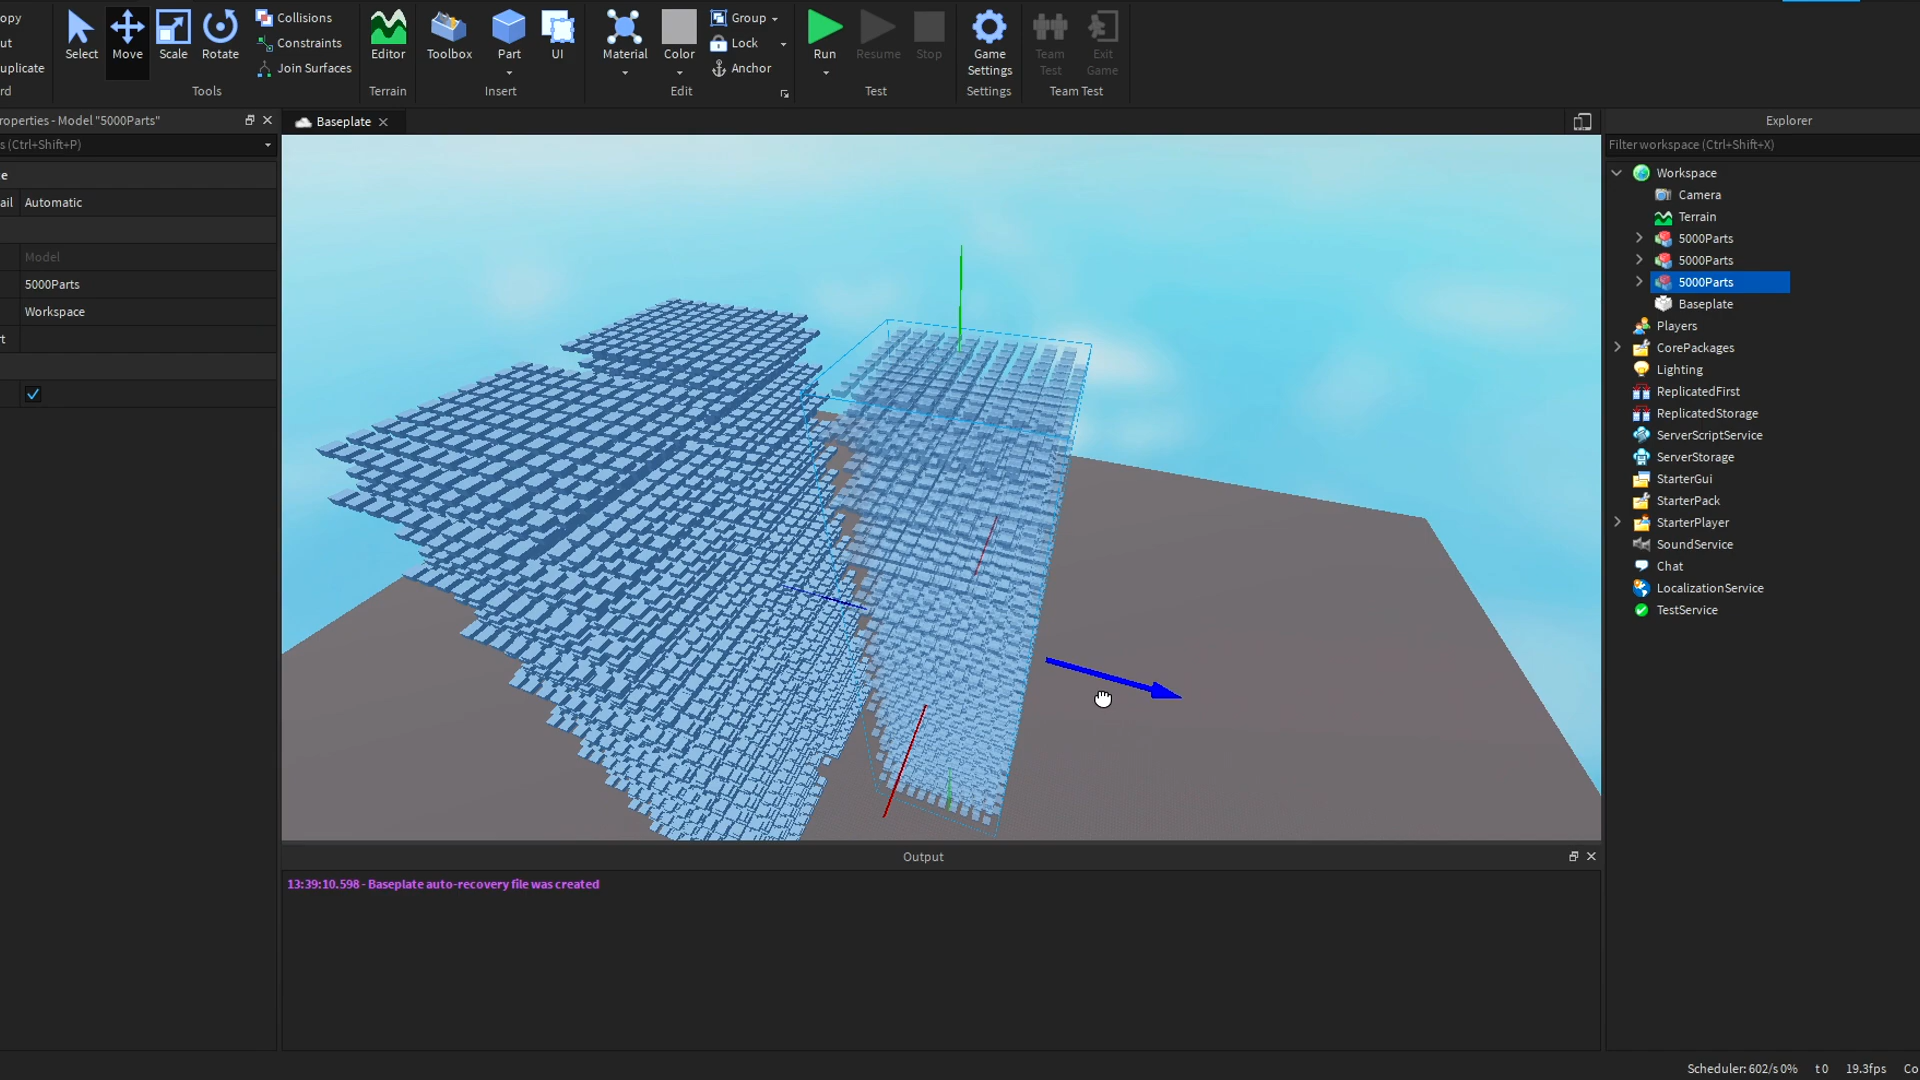 opy
ut
uplicate
rd
Select
Move
Scale
Rotate
Collisions
Constraints
Join Surfaces
Tools
Editor
Terrain
Toolbox
Part
UI
Insert
Material
Color
Group
Lock
Anchor
Edit
Run
Resume
Stop
Test
Game
Settings
Settings
Team
Test
Exit
Game
Team Test
roperties - Model "5000Parts"
s (Ctrl+Shift+P)
e
ail Automatic
Model
5000Parts
Workspace
t
Baseplate
Output
13:39:10.598 - Baseplate auto-recovery file was created
Explorer
Filter workspace (Ctrl+Shift+X)
Workspace
Camera
Terrain
5000Parts
5000Parts
5000Parts
Baseplate
Players
CorePackages
Lighting
ReplicatedFirst
ReplicatedStorage
ServerScriptService
ServerStorage
StarterGui
StarterPack
StarterPlayer
SoundService
Chat
LocalizationService
TestService
Scheduler: 602/s 0% t 0 19.3fps Co